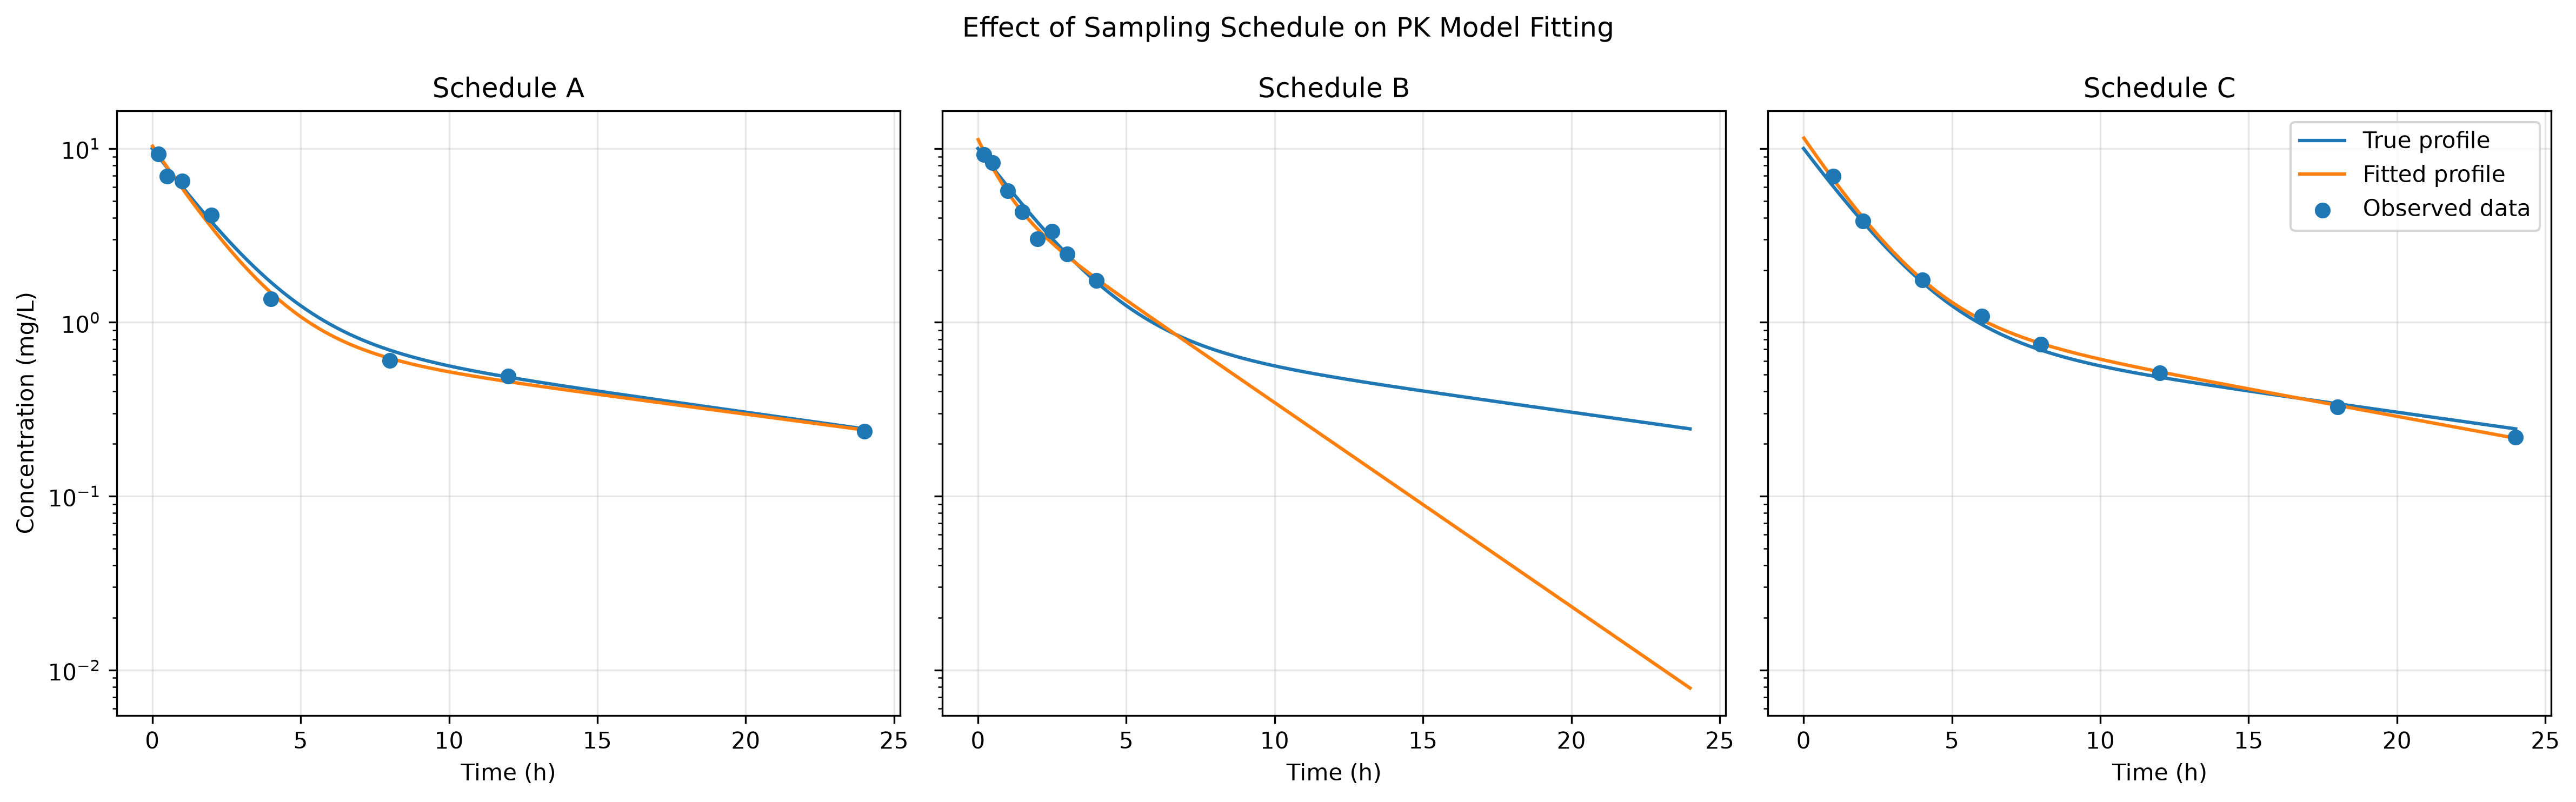 Effect of Sampling Schedule on PK Model Fitting
Schedule A
Schedule B
Schedule C
Concentration (mg/L)
10¹
10⁰
10⁻¹
10⁻²
True profile
Fitted profile
Observed data
0 5 10 15 20 25
0 5 10 15 20 25
0 5 10 15 20 25
Time (h)
Time (h)
Time (h)